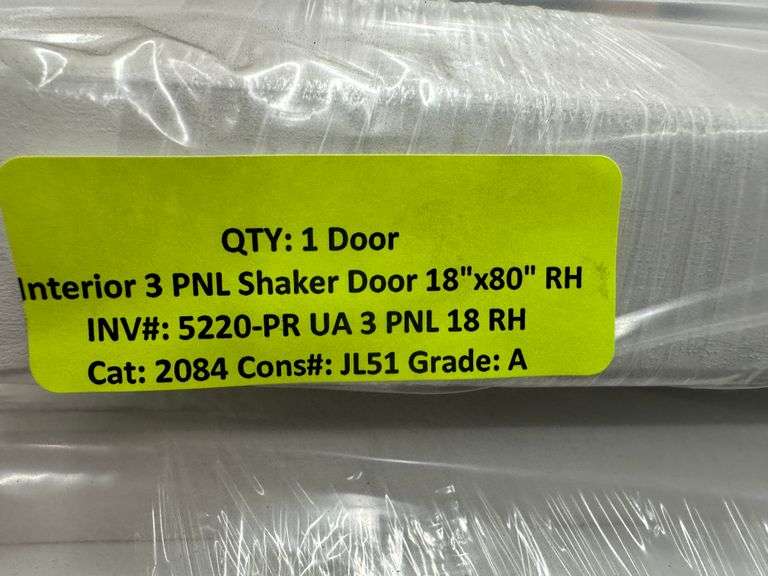 QTY: 1 Door
Interior 3 PNL Shaker Door 18"x80" RH
INV#: 5220-PR UA 3 PNL 18 RH
Cat: 2084 Cons#: JL51 Grade: A